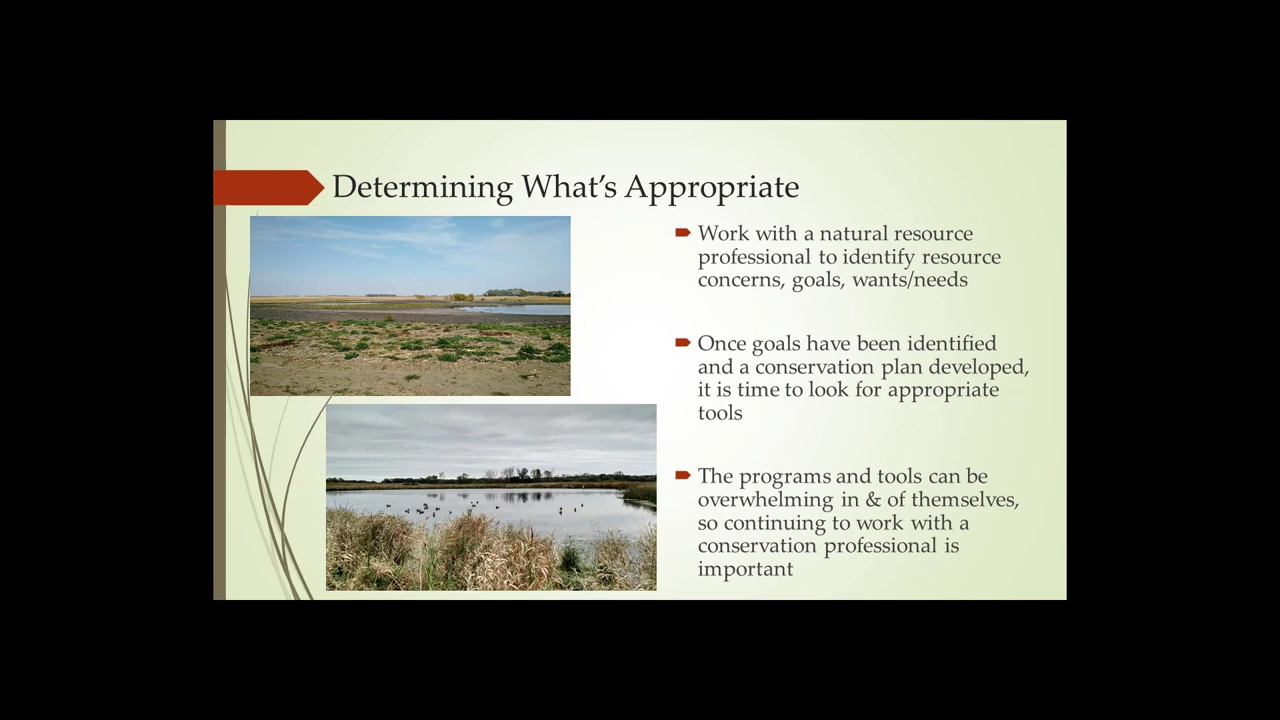 Determining What’s Appropriate
Work with a natural resource
professional to identify resource
concerns, goals, wants/needs
Once goals have been identified
and a conservation plan developed,
it is time to look for appropriate
tools
The programs and tools can be
overwhelming in & of themselves,
so continuing to work with a
conservation professional is
important